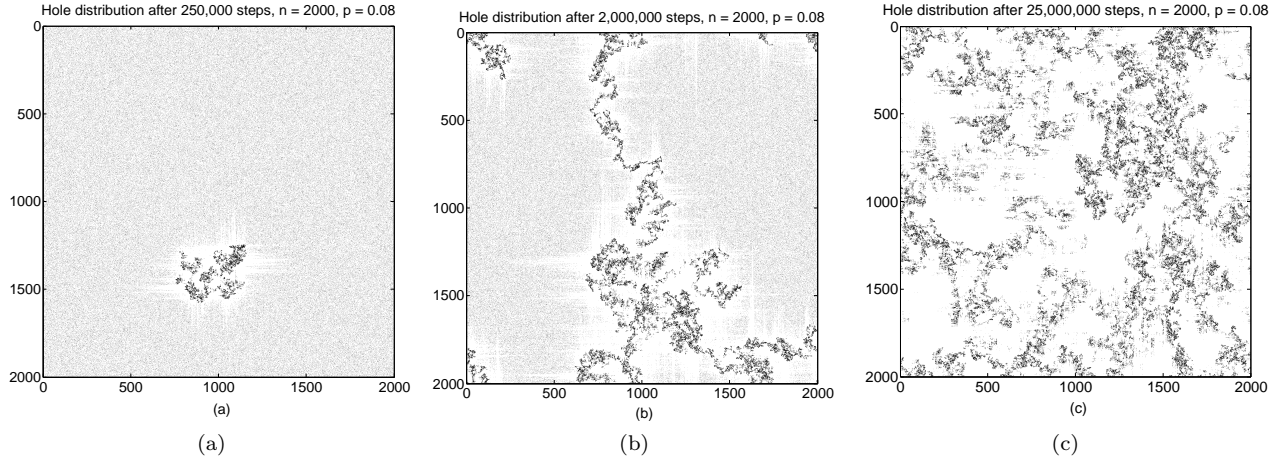 Hole distribution after 250,000 steps, n = 2000, p = 0.08
0
500
1000
1500
2000
0 500 1000 1500 2000
(a)
(a)
Hole distribution after 2,000,000 steps, n = 2000, p = 0.08
0
500
1000
1500
2000
0 500 1000 1500 2000
(b)
(b)
Hole distribution after 25,000,000 steps, n = 2000, p = 0.08
0
500
1000
1500
2000
0 500 1000 1500 2000
(c)
(c)